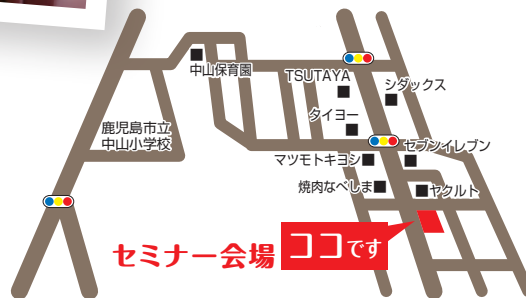 中山保育園
TSUTAYA
シダックス
タイヨー
鹿児島市立
中山小学校
セブンイレブン
マツモトキヨシ
焼肉なべしま
ヤクルト
セミナー会場
ココです